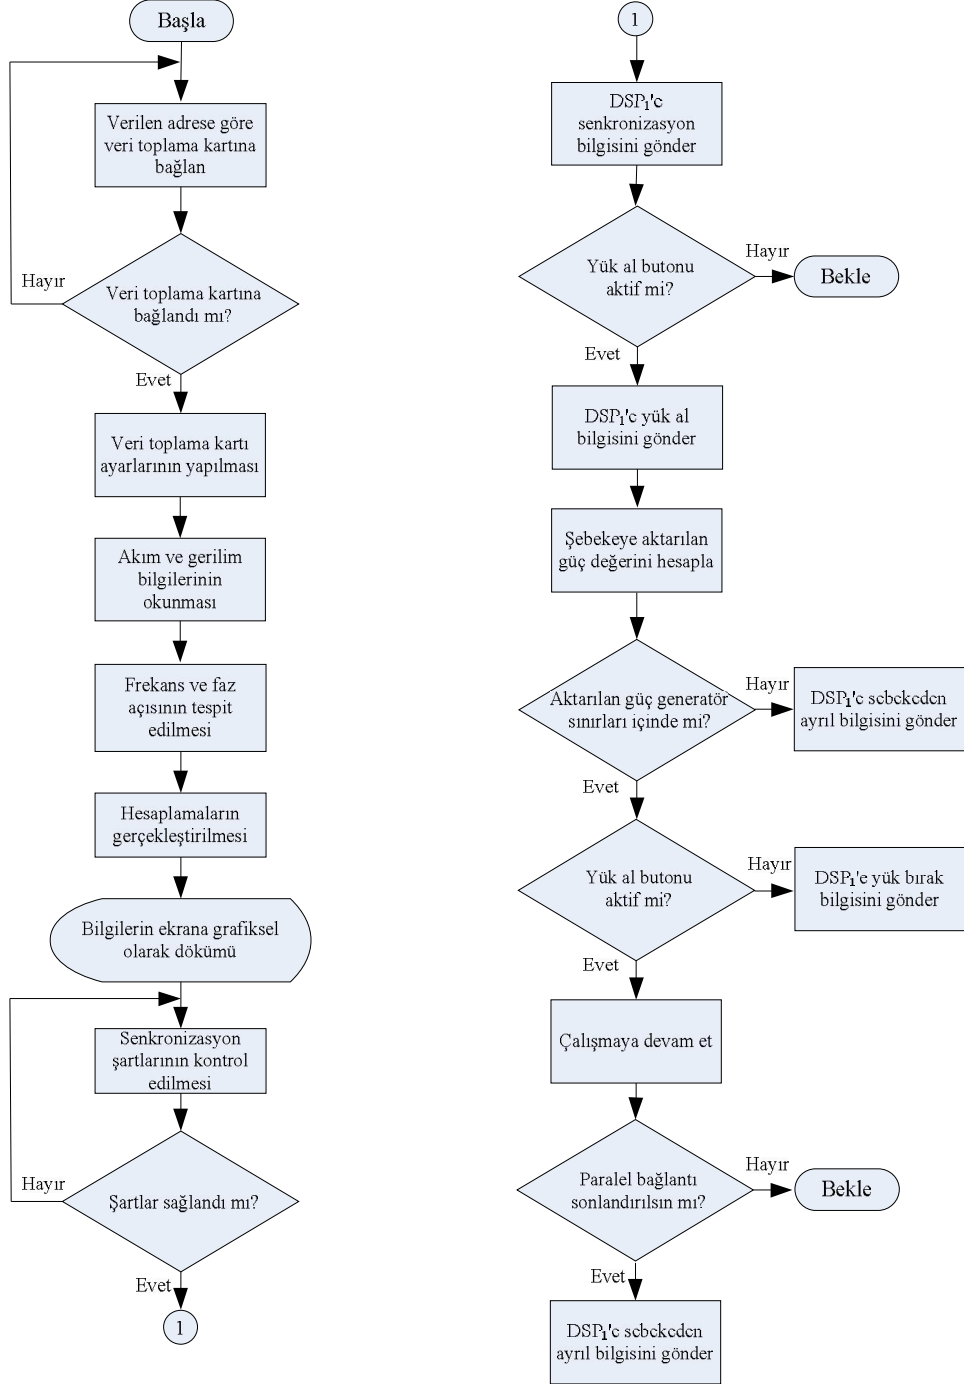 Başla
Verilen adrese göre
veri toplama kartına
bağlan
Hayır
Veri toplama kartına
bağlandı mı?
Evet
Veri toplama kartı
ayarlarının yapılması
Akım ve gerilim
bilgilerinin
okunması
Frekans ve faz
açısının tespit
edilmesi
Hesaplamaların
gerçekleştirilmesi
Bilgilerin ekrana grafiksel
olarak dökümü
Senkronizasyon
şartlarının kontrol
edilmesi
Hayır
Şartlar sağlandı mı?
Evet
1
1
DSP₁'e
senkronizasyon
bilgisini gönder
Yük al butonu
aktif mi?
Hayır
Bekle
Evet
DSP₁'e yük al
bilgisini gönder
Şebekeye aktarılan
güç değerini hesapla
Aktarılan güç generatör
sınırları içinde mi?
Hayır
DSP₁'e sebekeden
ayrıl bilgisini gönder
Evet
Yük al butonu
aktif mi?
Hayır
DSP₁'e yük bırak
bilgisini gönder
Evet
Çalışmaya devam et
Paralel bağlantı
sonlandırılsın mı?
Hayır
Bekle
Evet
DSP₁'e sebekeden
ayrıl bilgisini gönder